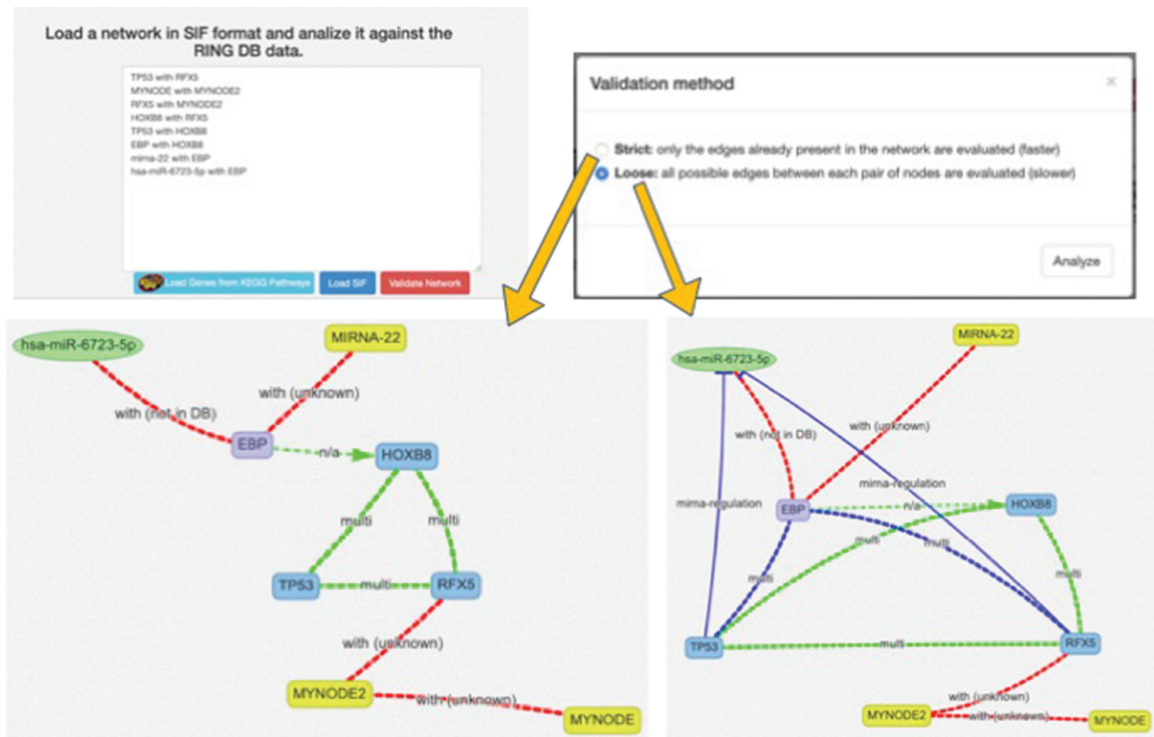 Load a network in SIF format and analize it against the
RING DB data.
TP53 with RFX5
MYNODE with MYNODE2
RFX5 with MYNODE2
HOXB8 with RFX5
TP53 with HOXB8
EBP with HOXB8
mirna-22 with EBP
hsa-miR-6723-5p with EBP
Load Genes from KEGG Pathways
Load SIF
Validate Network
Validation method
×
Strict: only the edges already present in the network are evaluated (faster)
Loose: all possible edges between each pair of nodes are evaluated (slower)
Analyze
hsa-miR-6723-5p
MIRNA-22
with (unknown)
with (not in DB)
EBP
n/a
HOXB8
multi
multi
TP53
multi
RFX5
with (unknown)
MYNODE2
with (unknown)
MYNODE
MIRNA-22
hsa-miR-6723-5p
with (unknown)
with (not in DB)
mirna-regulation
mirna-regulation
EBP
n/a
HOXB8
multi
multi
multi
multi
TP53
multi
RFX5
with (unknown)
MYNODE2
with (unknown)
MYNODE